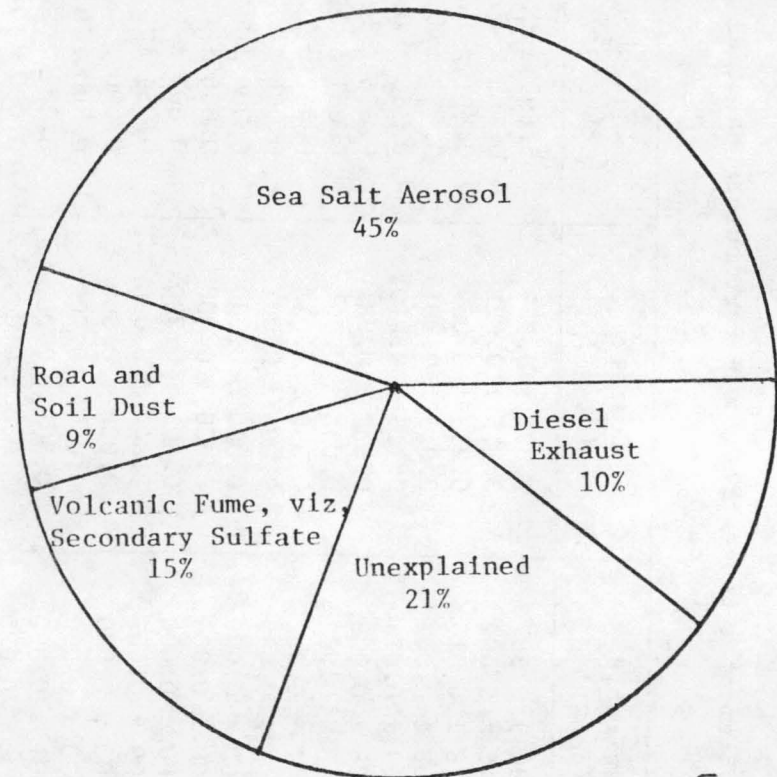 Sea Salt Aerosol
45%
Road and
Soil Dust
9%
Diesel
Exhaust
10%
Volcanic Fume, viz,
Secondary Sulfate
15%
Unexplained
21%